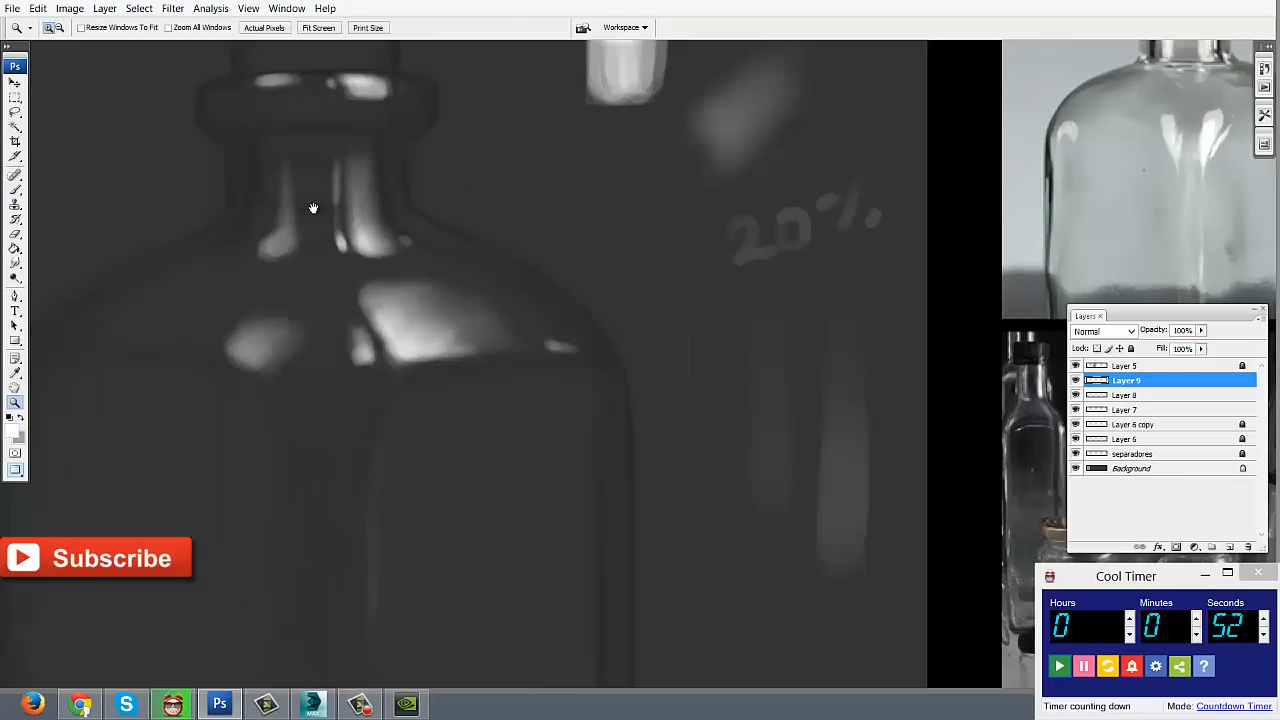 File Edit Image Layer Select Filter Analysis View Window Help
Resize Windows To Fit Zoom All Windows Actual Pixels Fit Screen Print Size Workspace
Ps
20%
Layers
Normal Opacity: 100%
Lock: Fill: 100%
Layer 5
Layer 9
Layer 8
Layer 7
Layer 6 copy
Layer 6
separadores
Background
Subscribe
Cool Timer
Hours Minutes Seconds
0 0 52
?
Timer counting down Mode: Countdown Timer
S Ps MAX